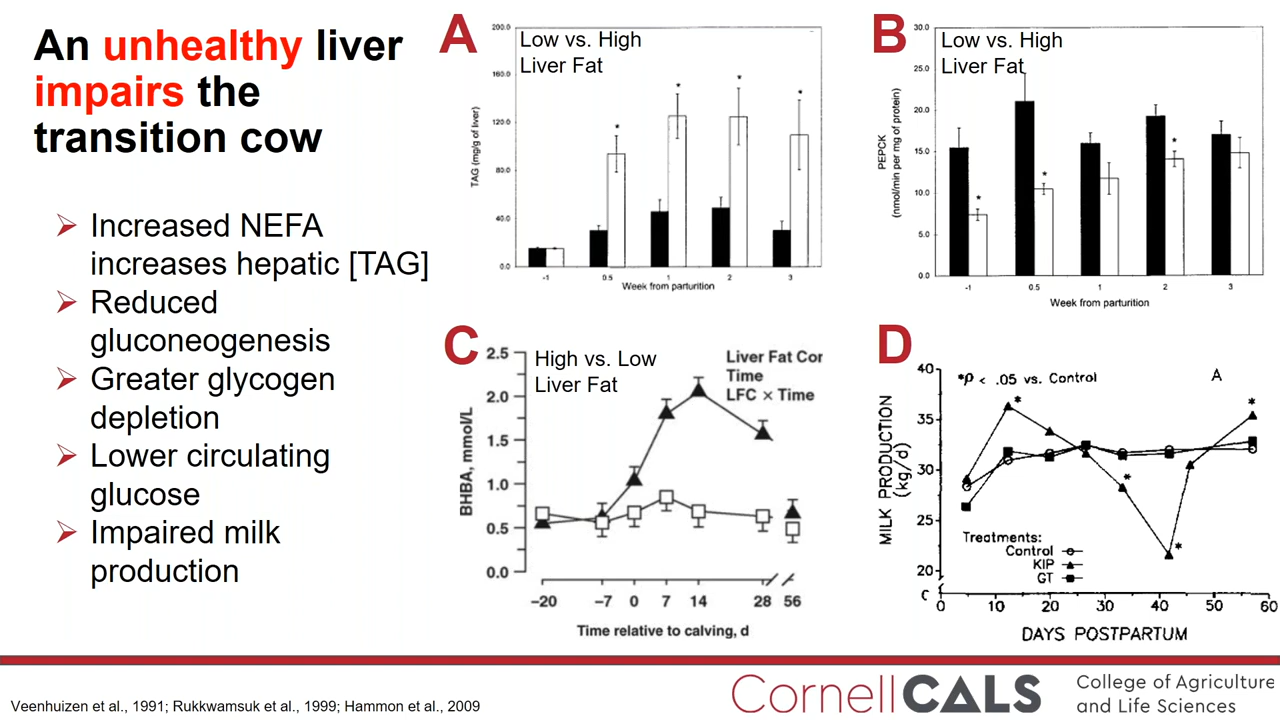 An unhealthy liver
impairs the
transition cow
Increased NEFA
increases hepatic [TAG]
Reduced
gluconeogenesis
Greater glycogen
depletion
Lower circulating
glucose
Impaired milk
production
A
Low vs. High
Liver Fat
TAG (mg/g of liver)
200.0
160.0
120.0
80.0
40.0
0.0
* * * *
-1 0.5 1 2 3
Week from parturition
B
Low vs. High
Liver Fat
PEPCK
(nmol/min per mg of protein)
30.0
25.0
20.0
15.0
10.0
5.0
0.0
* * *
-1 0.5 1 2 3
Week from parturition
C
High vs. Low
Liver Fat
Liver Fat Cor
Time
LFC × Time
BHBA, mmol/L
2.5
2.0
1.5
1.0
0.5
0.0
−20 −7 0 7 14 28 56
Time relative to calving, d
D
*p < .05 vs. Control
A
MILK PRODUCTION
(kg/d)
40
35
30
25
20
* * * *
Treatments:
Control
KIP
GT
0 10 20 30 40 50 60
DAYS POSTPARTUM
Veenhuizen et al., 1991; Rukkwamsuk et al., 1999; Hammon et al., 2009
CornellCALS
College of Agriculture
and Life Sciences